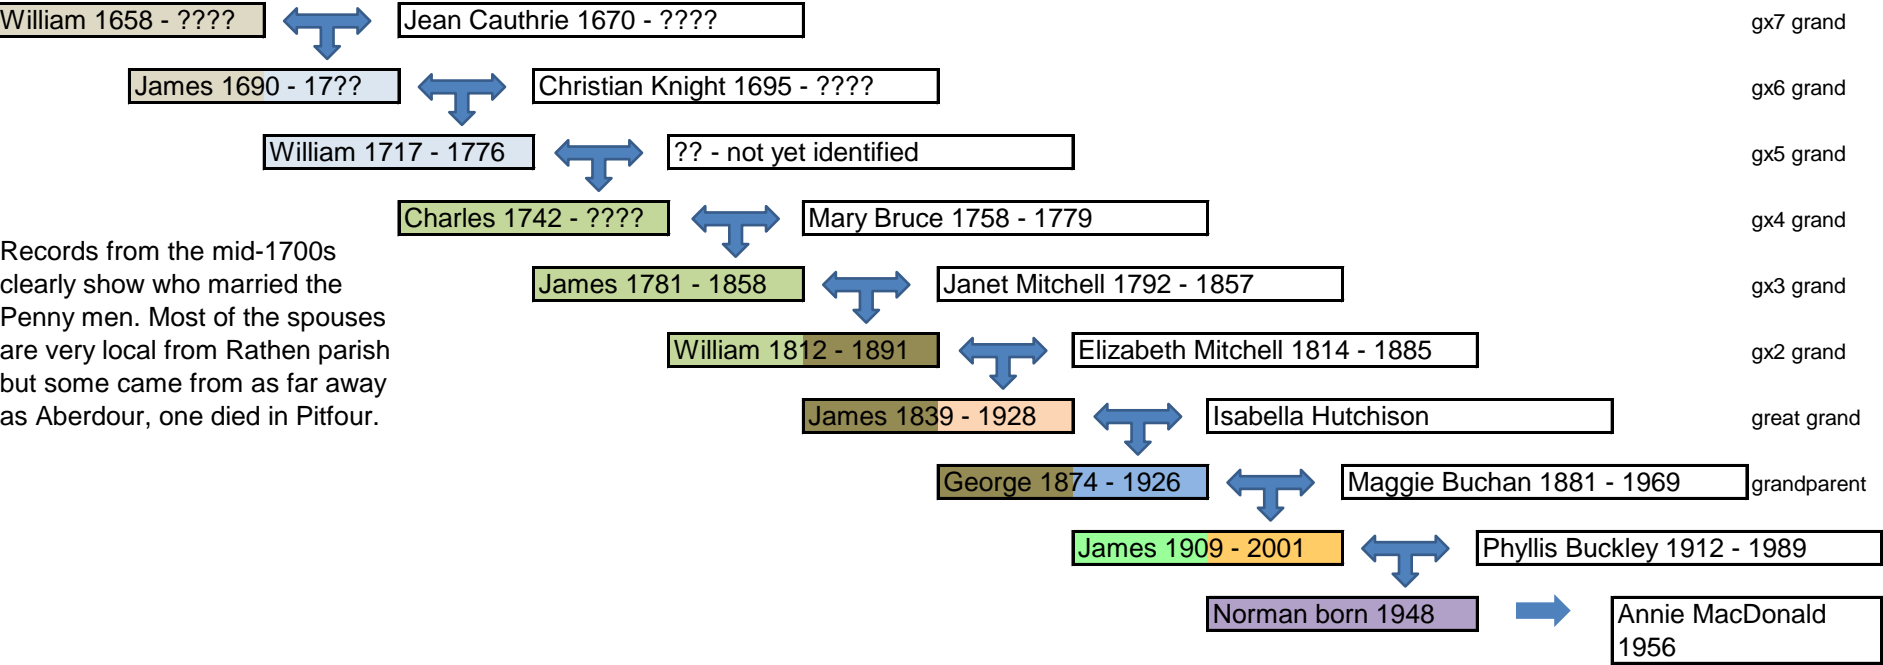 William 1658 - ???? Jean Cauthrie 1670 - ???? gx7 grand
James 1690 - 17?? Christian Knight 1695 - ???? gx6 grand
William 1717 - 1776 ?? - not yet identified gx5 grand
Charles 1742 - ???? Mary Bruce 1758 - 1779 gx4 grand
Records from the mid-1700s
clearly show who married the
Penny men. Most of the spouses
are very local from Rathen parish
but some came from as far away
as Aberdour, one died in Pitfour.
James 1781 - 1858 Janet Mitchell 1792 - 1857 gx3 grand
William 1812 - 1891 Elizabeth Mitchell 1814 - 1885 gx2 grand
James 1839 - 1928 Isabella Hutchison great grand
George 1874 - 1926 Maggie Buchan 1881 - 1969 grandparent
James 1909 - 2001 Phyllis Buckley 1912 - 1989
Norman born 1948 Annie MacDonald
1956